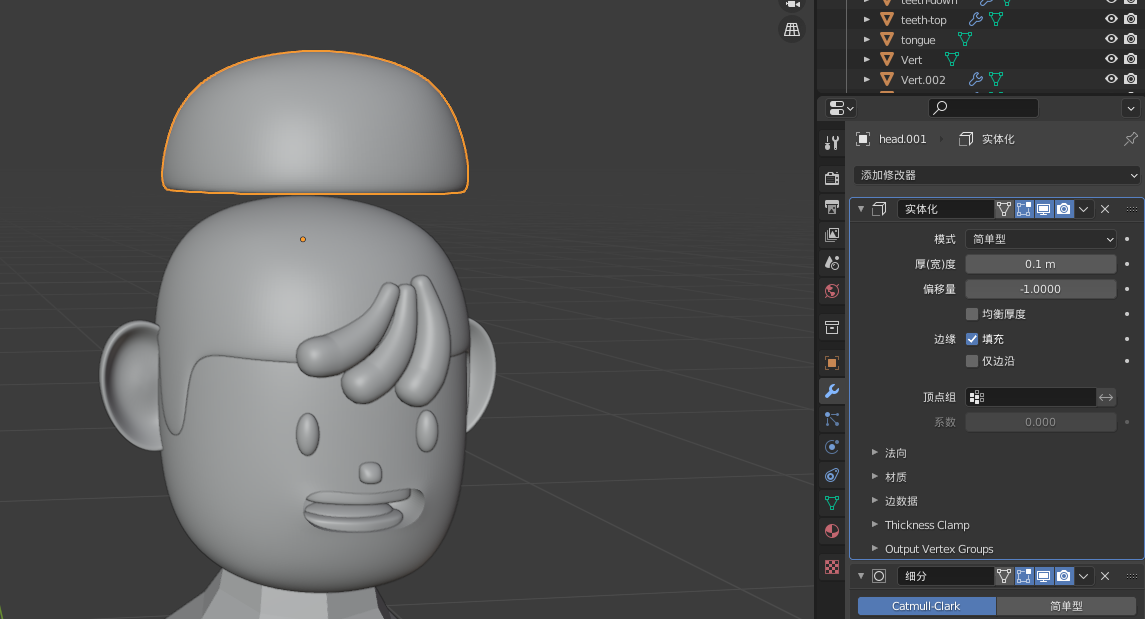 teeth-down
teeth-top
tongue
Vert
Vert.002
head.001 实体化
添加修改器
实体化
模式 简单型
厚(宽)度 0.1 m
偏移量 -1.0000
均衡厚度
边缘 填充
仅边沿
顶点组
系数 0.000
法向
材质
边数据
Thickness Clamp
Output Vertex Groups
细分
Catmull-Clark 简单型